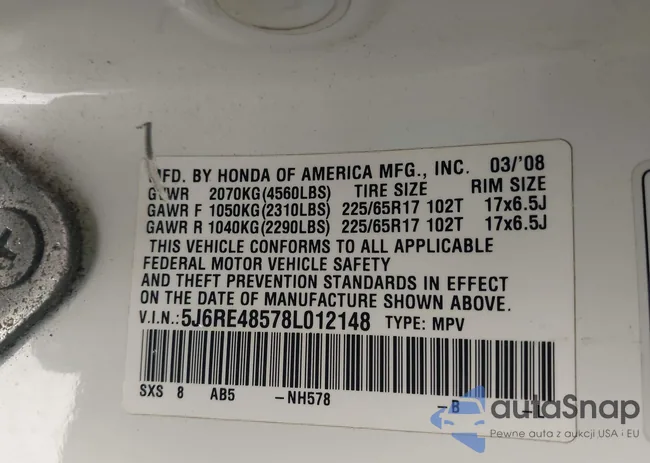 MFD. BY HONDA OF AMERICA MFG., INC. 03/'08
GVWR 2070KG(4560LBS) TIRE SIZE RIM SIZE
GAWR F 1050KG(2310LBS) 225/65R17 102T 17x6.5J
GAWR R 1040KG(2290LBS) 225/65R17 102T 17x6.5J
THIS VEHICLE CONFORMS TO ALL APPLICABLE
FEDERAL MOTOR VEHICLE SAFETY
AND THEFT PREVENTION STANDARDS IN EFFECT
ON THE DATE OF MANUFACTURE SHOWN ABOVE.
V.I.N.:5J6RE48578L012148 TYPE: MPV
SXS 8 AB5 -NH578 -B -L
autoSnap
Pewne auta z aukcji USA i EU